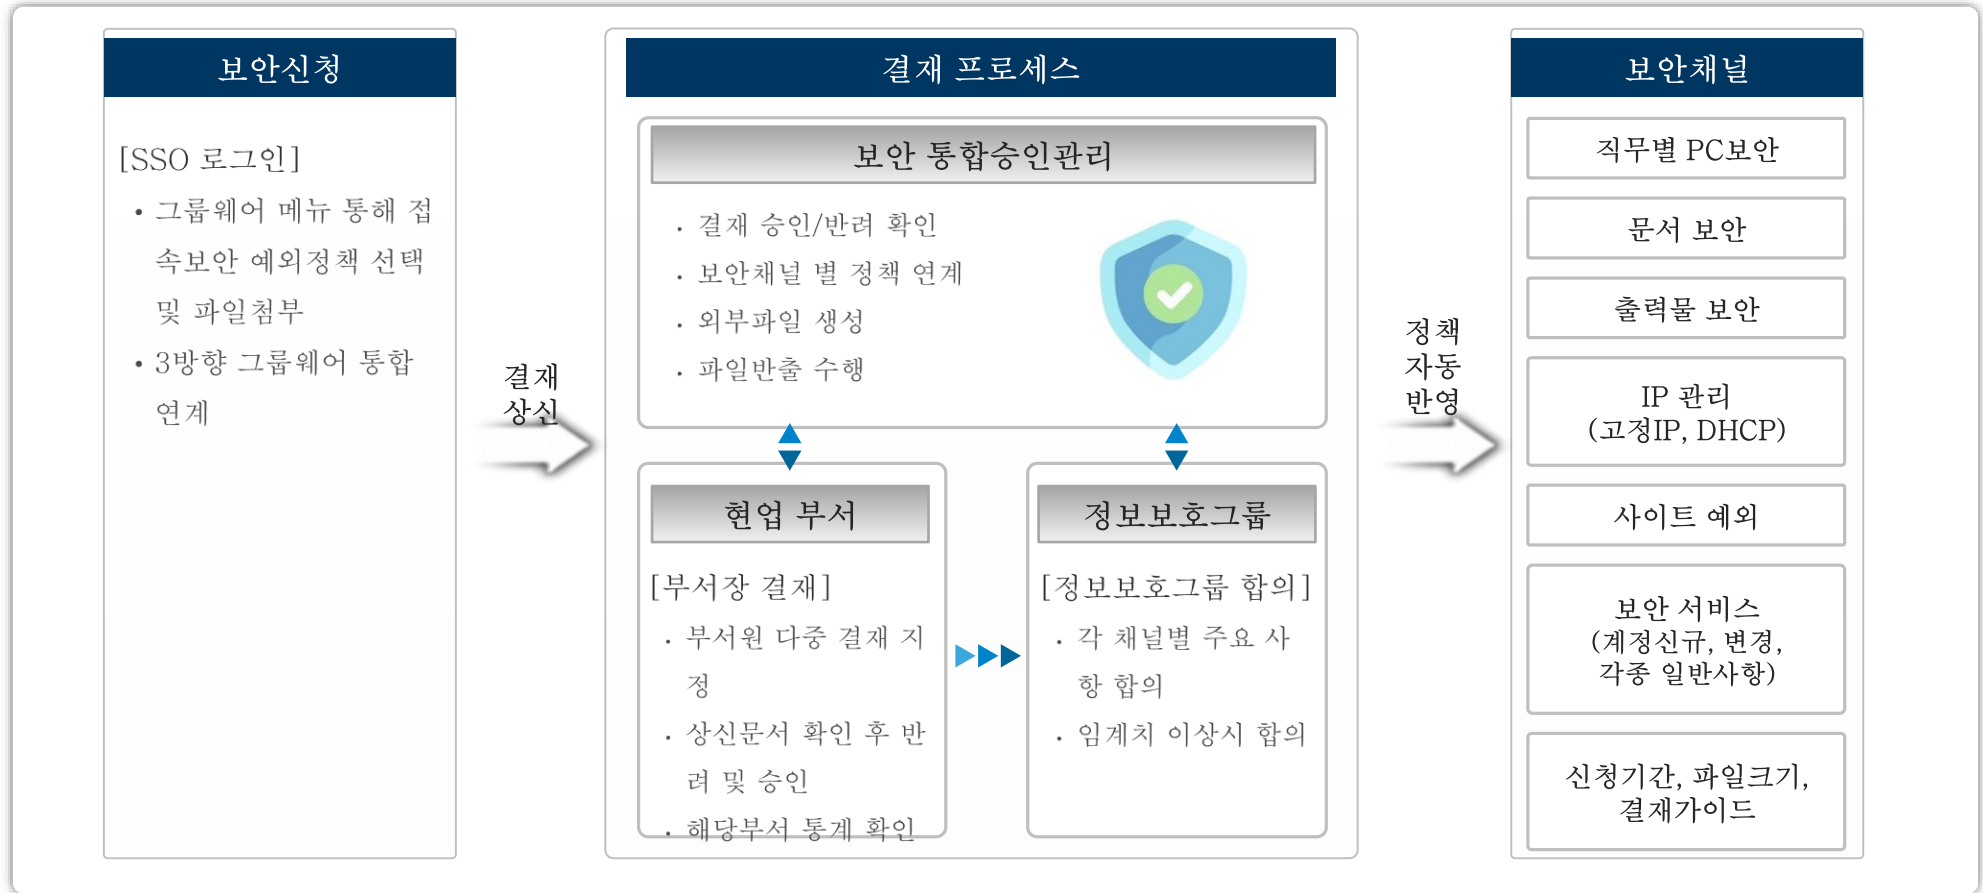 보안신청
[SSO 로그인]
• 그룹웨어 메뉴 통해 접
속보안 예외정책 선택
및 파일첨부
• 3방향 그룹웨어 통합
연계
결재
상신
결재 프로세스
보안 통합승인관리
· 결재 승인/반려 확인
· 보안채널 별 정책 연계
· 외부파일 생성
· 파일반출 수행
현업 부서
[부서장 결재]
· 부서원 다중 결재 지
정
· 상신문서 확인 후 반
려 및 승인
· 해당부서 통계 확인
정보보호그룹
[정보보호그룹 합의]
· 각 채널별 주요 사
항 합의
· 임계치 이상시 합의
정책
자동
반영
보안채널
직무별 PC보안
문서 보안
출력물 보안
IP 관리
(고정IP, DHCP)
사이트 예외
보안 서비스
(계정신규, 변경,
각종 일반사항)
신청기간, 파일크기,
결재가이드